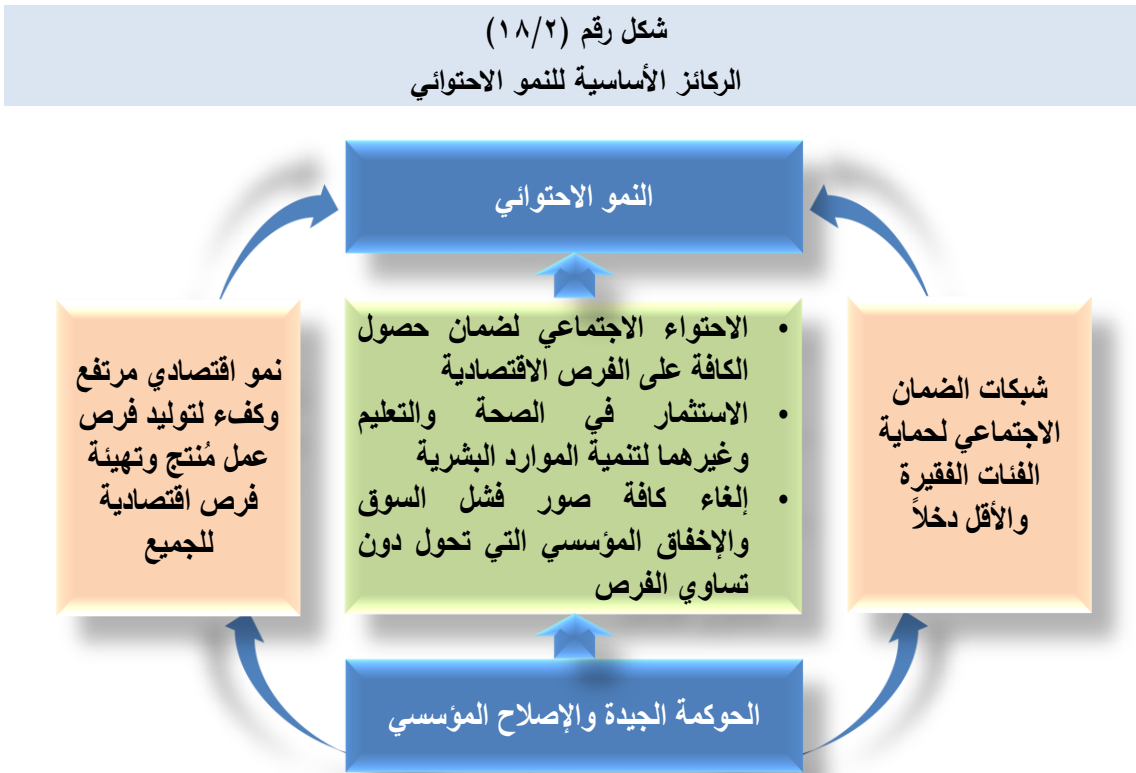 شكل رقم (١٨/٢)
الركائز الأساسية للنمو الاحتوائي
النمو الاحتوائي
شبكات الضمان
الاجتماعي لحماية
الفئات الفقيرة
والأقل دخلاً
• الاحتواء الاجتماعي لضمان حصول
الكافة على الفرص الاقتصادية
• الاستثمار في الصحة والتعليم
وغيرهما لتنمية الموارد البشرية
• إلغاء كافة صور فشل السوق
والإخفاق المؤسسي التي تحول دون
تساوي الفرص
نمو اقتصادي مرتفع
وكفء لتوليد فرص
عمل مُنتج وتهيئة
فرص اقتصادية
للجميع
الحوكمة الجيدة والإصلاح المؤسسي